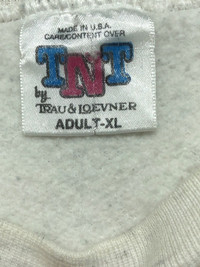 MADE IN U.S.A.
CARE/CONTENT OVER
TNT
by
TRAU & LOEVNER
ADULT-XL